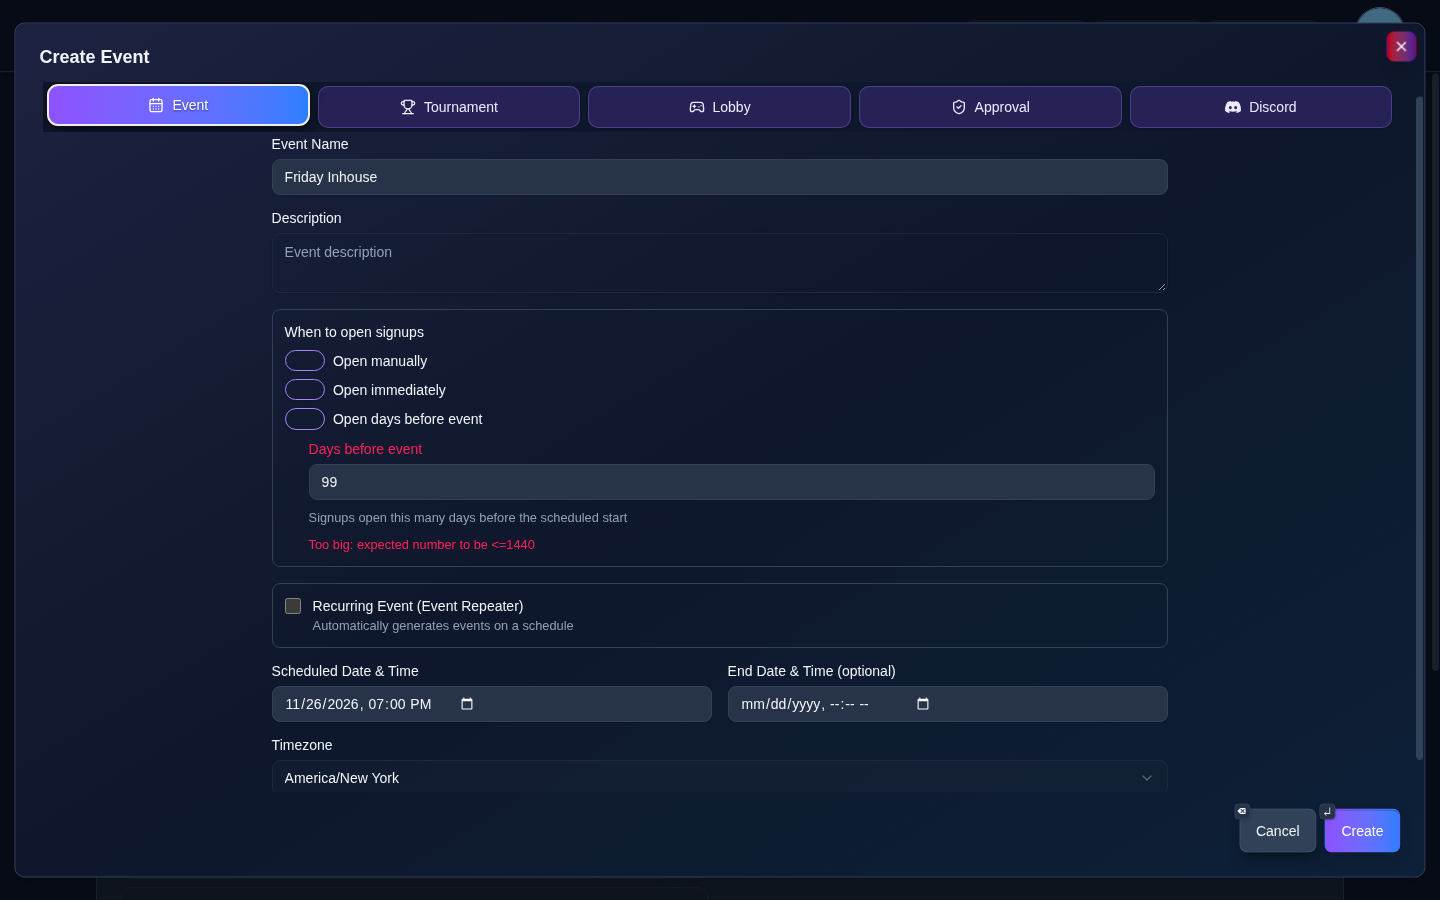 Create Event
Event
Tournament
Lobby
Approval
Discord
Event Name
Friday Inhouse
Description
Event description
When to open signups
Open manually
Open immediately
Open days before event
Days before event
99
Signups open this many days before the scheduled start
Too big: expected number to be <=1440
Recurring Event (Event Repeater)
Automatically generates events on a schedule
Scheduled Date & Time
End Date & Time (optional)
11/26/2026, 07:00 PM
mm/dd/yyyy, --:-- --
Timezone
America/New York
Cancel
Create